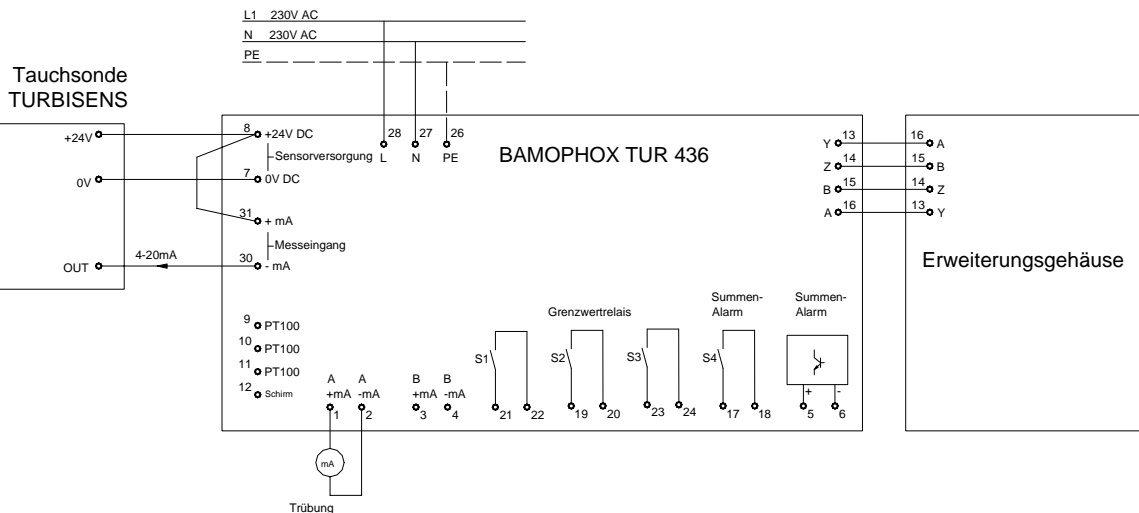 L1 230V AC
N 230V AC
PE
Tauchsonde
TURBISENS
+24V
0V
OUT
4-20mA
8 +24V DC
Sensorversorgung
7 0V DC
31 + mA
Messeingang
30 - mA
28 27 26
L N PE
BAMOPHOX TUR 436
Y 13
Z 14
B 15
A 16
16 A
15 B
14 Z
13 Y
Erweiterungsgehäuse
9 PT100
10 PT100
11 PT100
12 Schirm
A A B B
+mA -mA +mA -mA
1 2 3 4
mA
Trübung
Grenzwertrelais
Summen-
Alarm
Summen-
Alarm
S1 S2 S3 S4
+ -
21 22 19 20 23 24 17 18 5 6